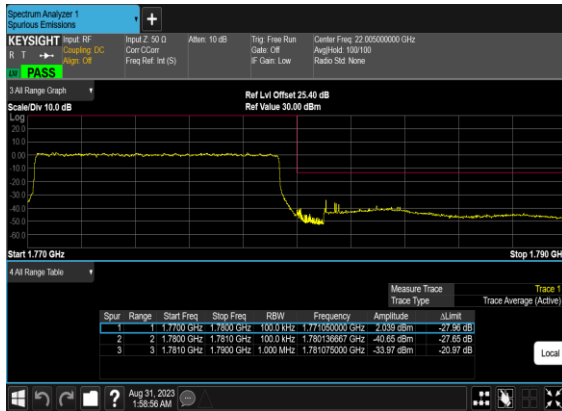 Spectrum Analyzer 1
Spurious Emissions
+
KEYSIGHT Input: RF Input Z: 50 Ω Atten: 10 dB Trig: Free Run Center Freq: 22.005000000 GHz
R T Coupling: DC Corr CCorr Gate: Off Avg|Hold: 100/100
Align: Off Freq Ref: Int (S) IF Gain: Low Radio Std: None
PASS
3 All Range Graph
Ref Lvl Offset 25.40 dB
Scale/Div 10.0 dB Ref Value 30.00 dBm
Log
20.0
10.0
0.00
-10.0
-20.0
-30.0
-40.0
-50.0
-60.0
Start 1.770 GHz Stop 1.790 GH
4 All Range Table
Measure Trace Trace 1
Trace Type Trace Average (Active)
Spur Range Start Freq Stop Freq RBW Frequency Amplitude ΔLimit
1 1 1.7700 GHz 1.7800 GHz 100.0 kHz 1.771050000 GHz 2.039 dBm -27.96 dB
2 2 1.7800 GHz 1.7810 GHz 100.0 kHz 1.780136667 GHz -40.65 dBm -27.65 dB
3 3 1.7810 GHz 1.7900 GHz 1.000 MHz 1.781075000 GHz -33.97 dBm -20.97 dB
Local
? Aug 31, 2023
1:58:56 AM